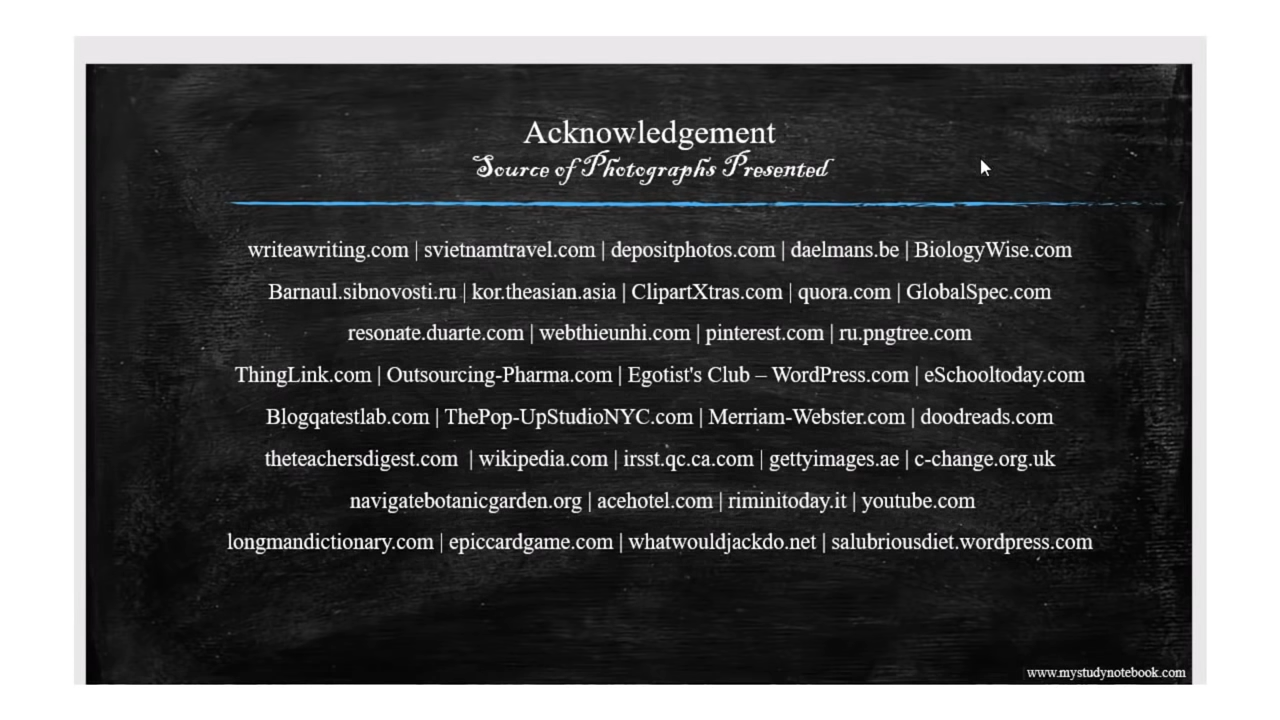 Acknowledgement
Source of Photographs Presented
writeawriting.com | svietnamtravel.com | depositphotos.com | daelmans.be | BiologyWise.com
Barnaul.sibnovosti.ru | kor.theasian.asia | ClipartXtras.com | quora.com | GlobalSpec.com
resonate.duarte.com | webthieunhi.com | pinterest.com | ru.pngtree.com
ThingLink.com | Outsourcing-Pharma.com | Egotist's Club – WordPress.com | eSchooltoday.com
Blogqatestlab.com | ThePop-UpStudioNYC.com | Merriam-Webster.com | doodreads.com
theteachersdigest.com | wikipedia.com | irsst.qc.ca.com | gettyimages.ae | c-change.org.uk
navigatebotanicgarden.org | acehotel.com | riminitoday.it | youtube.com
longmandictionary.com | epiccardgame.com | whatwouldjackdo.net | salubriousdiet.wordpress.com
www.mystudynotebook.com